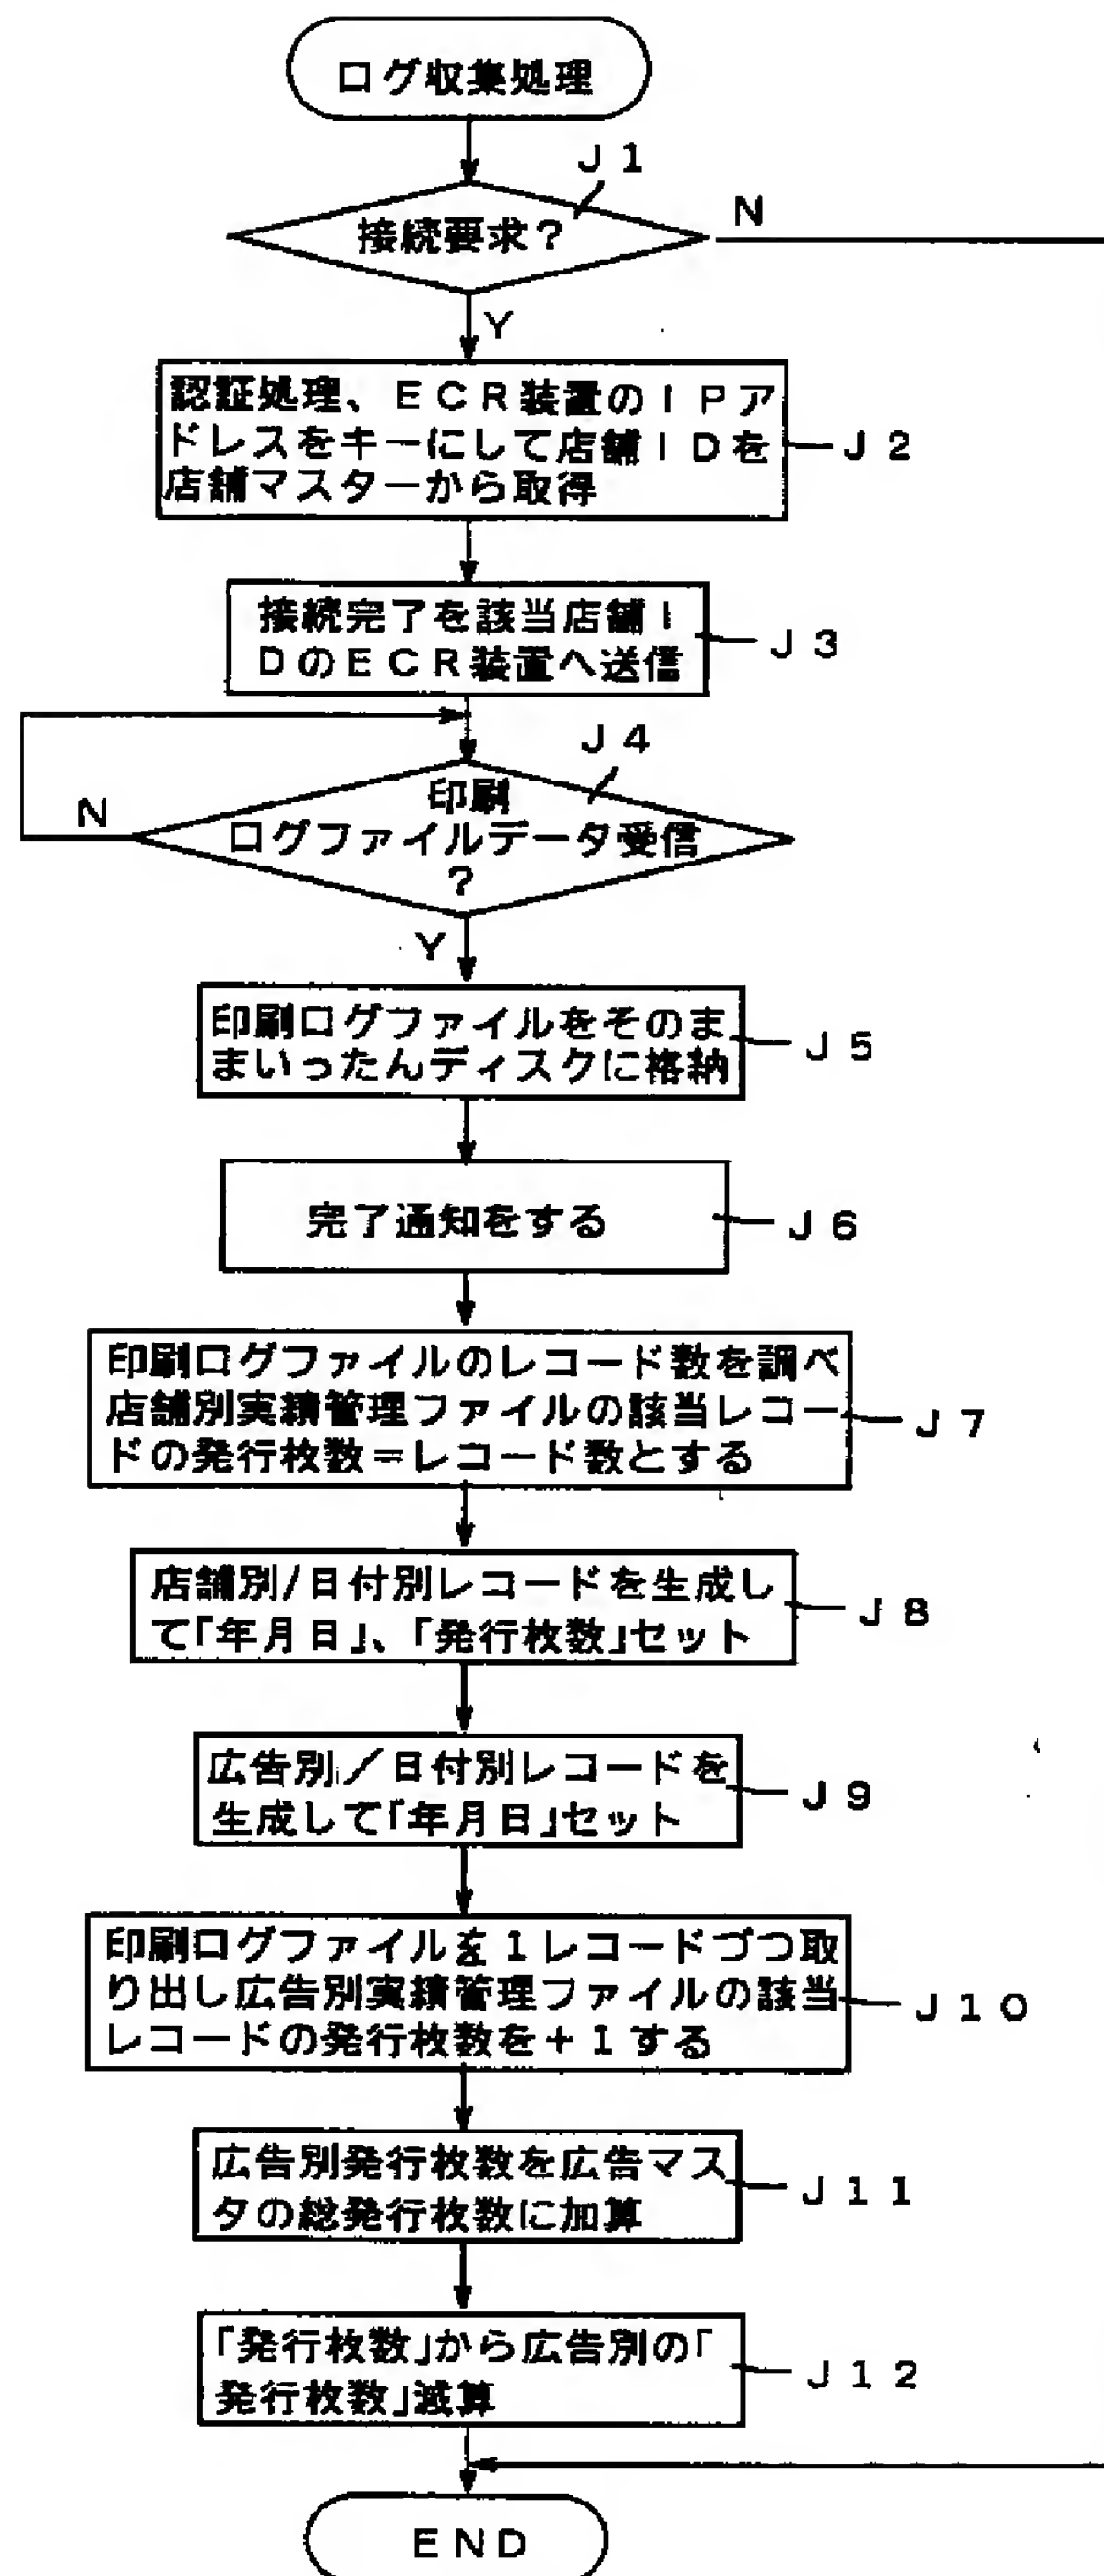 ログ収集処理
J1
接続要求？
N
Y
認証処理、ECR装置のIPア
ドレスをキーにして店舗IDを
店舗マスターから取得
J2
接続完了を該当店舗I
DのECR装置へ送信
J3
J4
印刷
ログファイルデータ受信
？
N
Y
印刷ログファイルをそのま
まいったんディスクに格納
J5
完了通知をする
J6
印刷ログファイルのレコード数を調べ
店舗別実績管理ファイルの該当レコー
ドの発行枚数＝レコード数とする
J7
店舗別/日付別レコードを生成し
て「年月日」、「発行枚数」セット
J8
広告別／日付別レコードを
生成して「年月日」セット
J9
印刷ログファイルを1レコードづつ取
り出し広告別実績管理ファイルの該当
レコードの発行枚数を＋1する
J10
広告別発行枚数を広告マス
タの総発行枚数に加算
J11
「発行枚数」から広告別の「
発行枚数」減算
J12
END